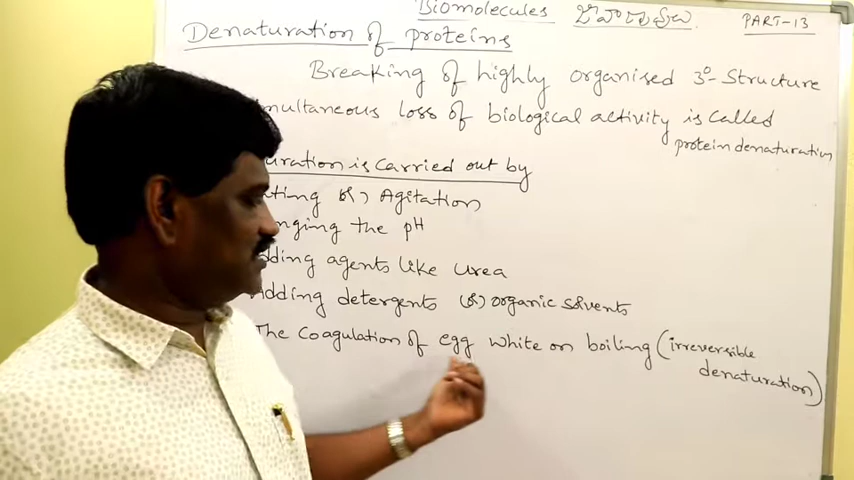 Biomolecules జీవాణువులు PART-13
Denaturation of proteins
Breaking of highly organised 3°-Structure
multaneous loss of biological activity is called
protein denaturation
uration is carried out by
ting (or) Agitation
nging the pH
dding agents like urea
Adding detergents (or) organic solvents
The coagulation of egg white on boiling (irreversible
denaturation)